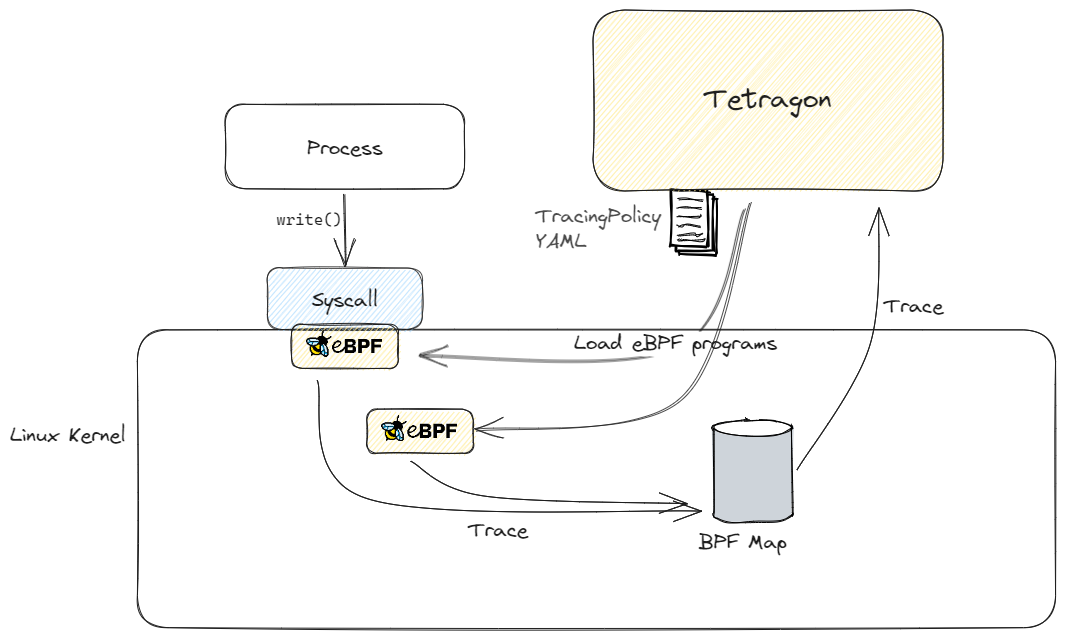 Tetragon
Process
write()
TracingPolicy
YAML
Syscall
Trace
eBPF
Load eBPF programs
Linux Kernel
eBPF
Trace
BPF Map